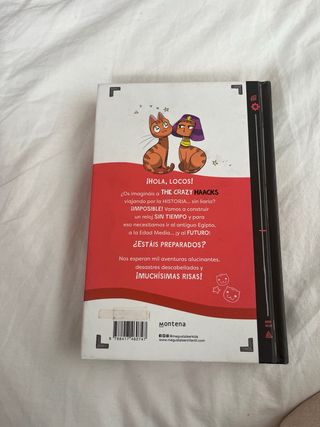 ¡HOLA, LOCOS!
¿Os imagináis a THE CRAZY HAACKS
viajando por la HISTORIA... sin liarla?
¡IMPOSIBLE! Vamos a construir
un reloj SIN TIEMPO y para
eso necesitamos ir al antiguo Egipto,
a la Edad Media... ¡y al FUTURO!
¿ESTÁIS PREPARADOS?
Nos esperan mil aventuras alucinantes,
desastres descabellados y
¡MUCHÍSIMAS RISAS!
Montena